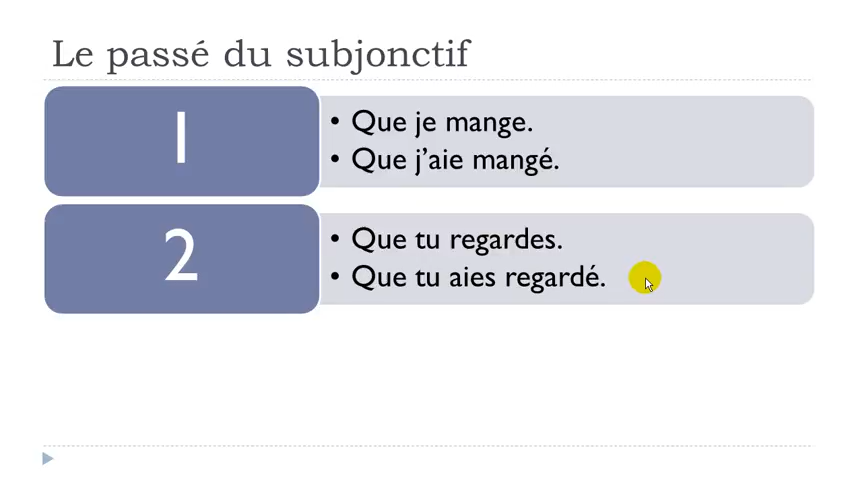 Le passé du subjonctif
1
• Que je mange.
• Que j’aie mangé.
2
• Que tu regardes.
• Que tu aies regardé.